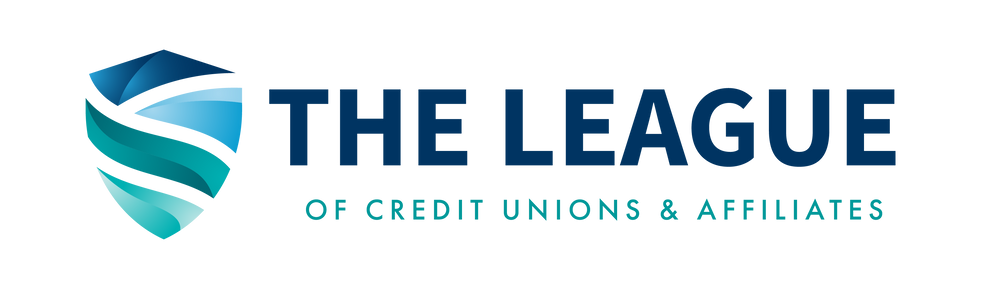 THE LEAGUE
OF CREDIT UNIONS & AFFILIATES